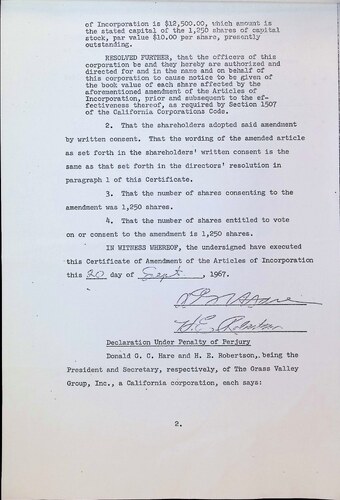 of Incorporation is $12,500.00, which amount is
the stated capital of the 1,250 shares of capital
stock, par value $10.00 per share, presently
outstanding.
RESOLVED FURTHER, that the officers of this
corporation be and they hereby are authorized and
directed for and in the name and on behalf of
this corporation to cause notice to be given of
the book value of each share affected by the
aforementioned amendment of the Articles of
Incorporation, prior and subsequent to the ef-
fectiveness thereof, as required by Section 1507
of the California Corporations Code.
2. That the shareholders adopted said amendment
by written consent. That the wording of the amended article
as set forth in the shareholders' written consent is the
same as that set forth in the directors' resolution in
paragraph 1 of this Certificate.
3. That the number of shares consenting to the
amendment was 1,250 shares.
4. That the number of shares entitled to vote
on or consent to the amendment is 1,250 shares.
IN WITNESS WHEREOF, the undersigned have executed
this Certificate of Amendment of the Articles of Incorporation
this 20 day of Sept., 1967.
H. E. Robertson
Declaration Under Penalty of Perjury
Donald G. C. Hare and H. E. Robertson, being the
President and Secretary, respectively, of The Grass Valley
Group, Inc., a California corporation, each says:
2.